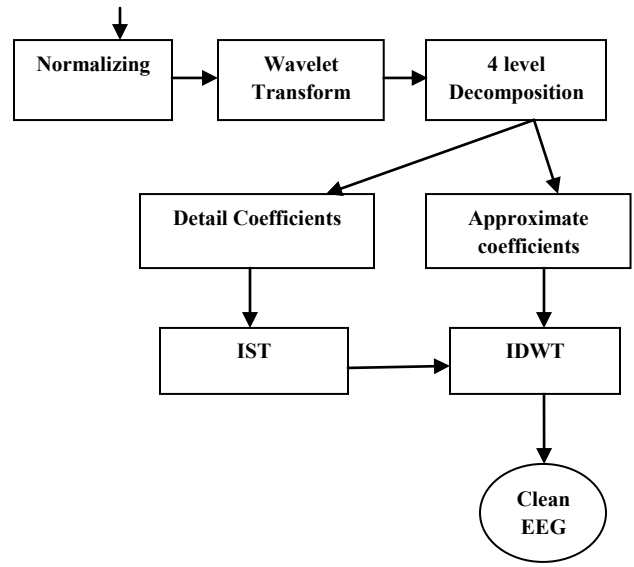 Normalizing
Wavelet
Transform
4 level
Decomposition
Detail Coefficients
Approximate
coefficients
IST
IDWT
Clean
EEG